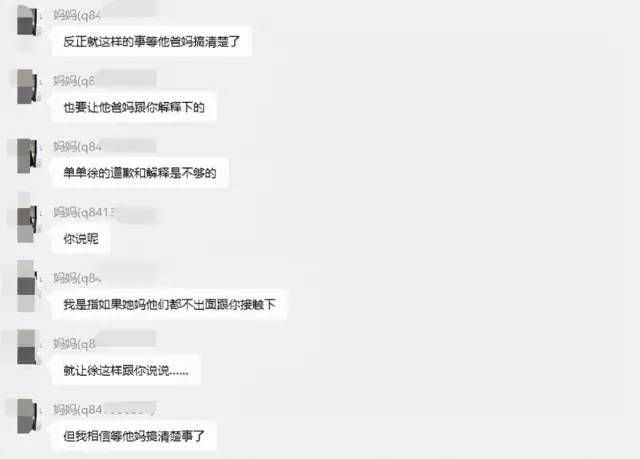 妈妈(q84
反正就这样的事等他爸妈搞清楚了
妈妈(q8
也要让他爸妈跟你解释下的
妈妈(q84
单单徐的道歉和解释是不够的
妈妈(q841
你说呢
妈妈(q8
我是指如果她妈他们都不出面跟你接触下
妈妈(q8
就让徐这样跟你说说......
妈妈(q841
但我相信等他妈搞清楚事了